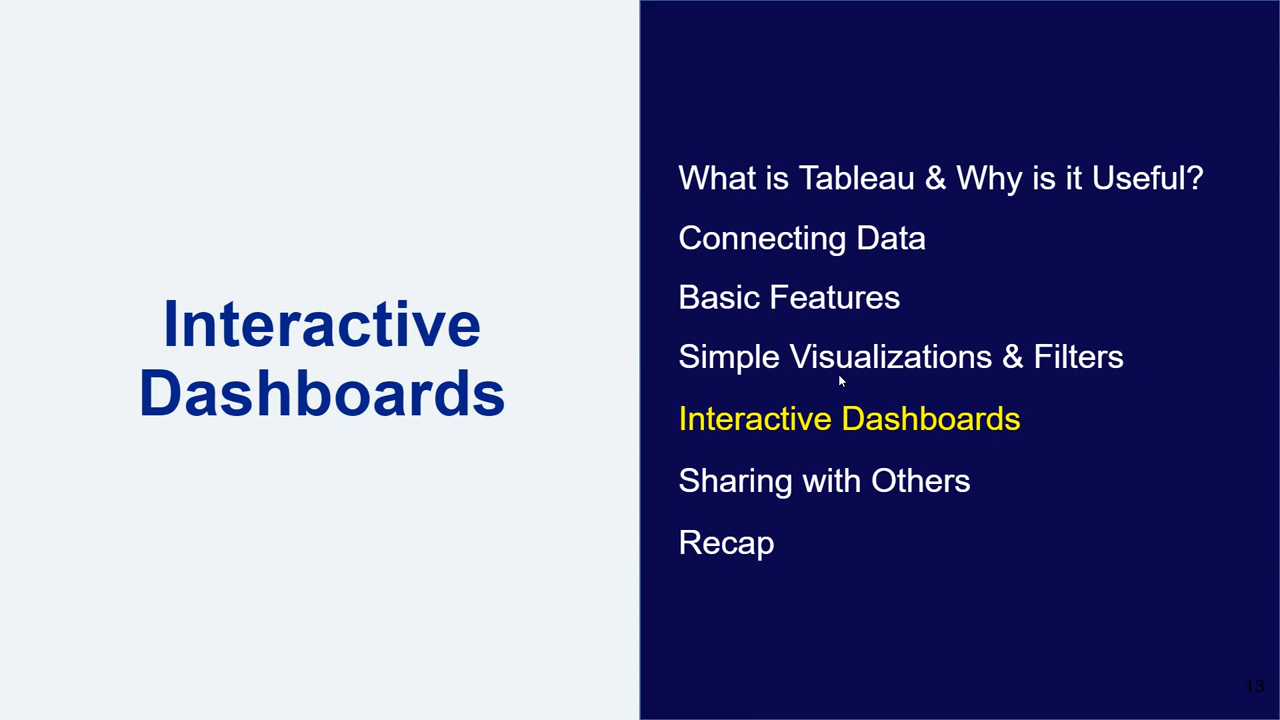 Interactive
Dashboards
What is Tableau & Why is it Useful?
Connecting Data
Basic Features
Simple Visualizations & Filters
Interactive Dashboards
Sharing with Others
Recap
13